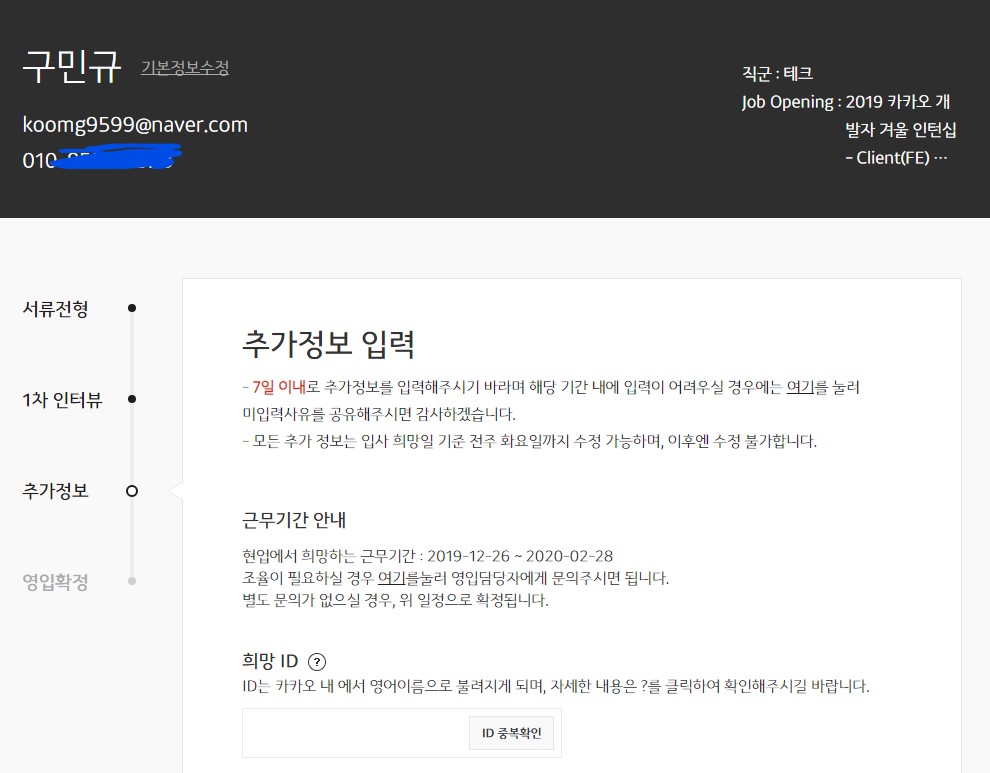 구민규 기본정보수정
koomg9599@naver.com
010
직군 : 테크
Job Opening : 2019 카카오 개
발자 겨울 인턴십
- Client(FE) ···
서류전형
1차 인터뷰
추가정보
영입확정
추가정보 입력
- 7일 이내로 추가정보를 입력해주시기 바라며 해당 기간 내에 입력이 어려우실 경우에는 여기를 눌러
미입력사유를 공유해주시면 감사하겠습니다.
- 모든 추가 정보는 입사 희망일 기준 전주 화요일까지 수정 가능하며, 이후엔 수정 불가합니다.
근무기간 안내
현업에서 희망하는 근무기간 : 2019-12-26 ~ 2020-02-28
조율이 필요하실 경우 여기를눌러 영입담당자에게 문의주시면 됩니다.
별도 문의가 없으실 경우, 위 일정으로 확정됩니다.
희망 ID ?
ID는 카카오 내 에서 영어이름으로 불려지게 되며, 자세한 내용은 ?를 클릭하여 확인해주시길 바랍니다.
ID 중복확인